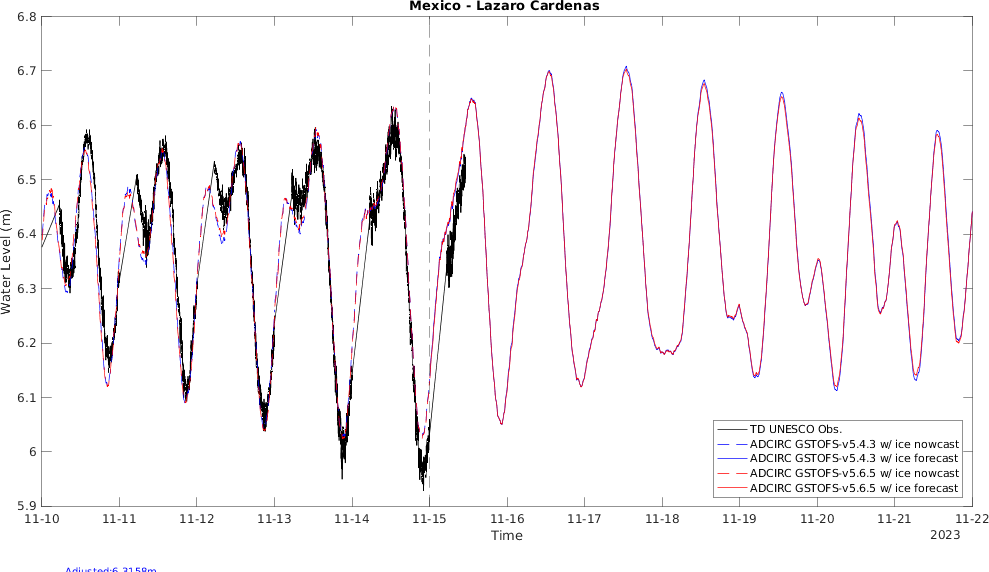 Mexico - Lazaro Cardenas
6.8
6.7
6.6
6.5
6.4
6.3
6.2
6.1
6
5.9
Water Level (m)
11-10
11-11
11-12
11-13
11-14
11-15
11-16
11-17
11-18
11-19
11-20
11-21
11-22
Time
2023
TD UNESCO Obs.
ADCIRC GSTOFS-v5.4.3 w/ ice nowcast
ADCIRC GSTOFS-v5.4.3 w/ ice forecast
ADCIRC GSTOFS-v5.6.5 w/ ice nowcast
ADCIRC GSTOFS-v5.6.5 w/ ice forecast
Adjusted:6.3158m